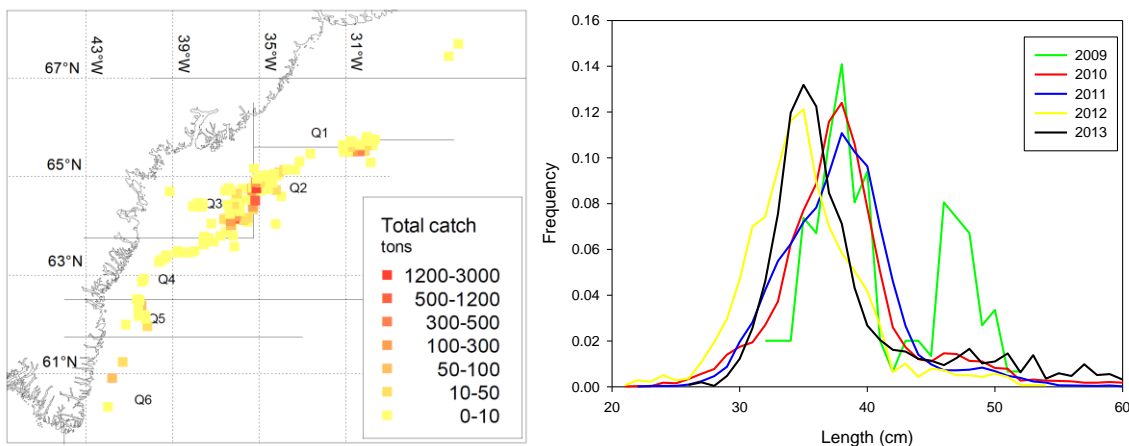 43°W
39°W
35°W
31°W
67°N
65°N
63°N
61°N
Q1
Q2
Q3
Q4
Q5
Q6
Total catch
tons
1200-3000
500-1200
300-500
100-300
50-100
10-50
0-10
0.16
0.14
0.12
0.10
0.08
0.06
0.04
0.02
0.00
Frequency
20
30
40
50
60
Length (cm)
2009
2010
2011
2012
2013